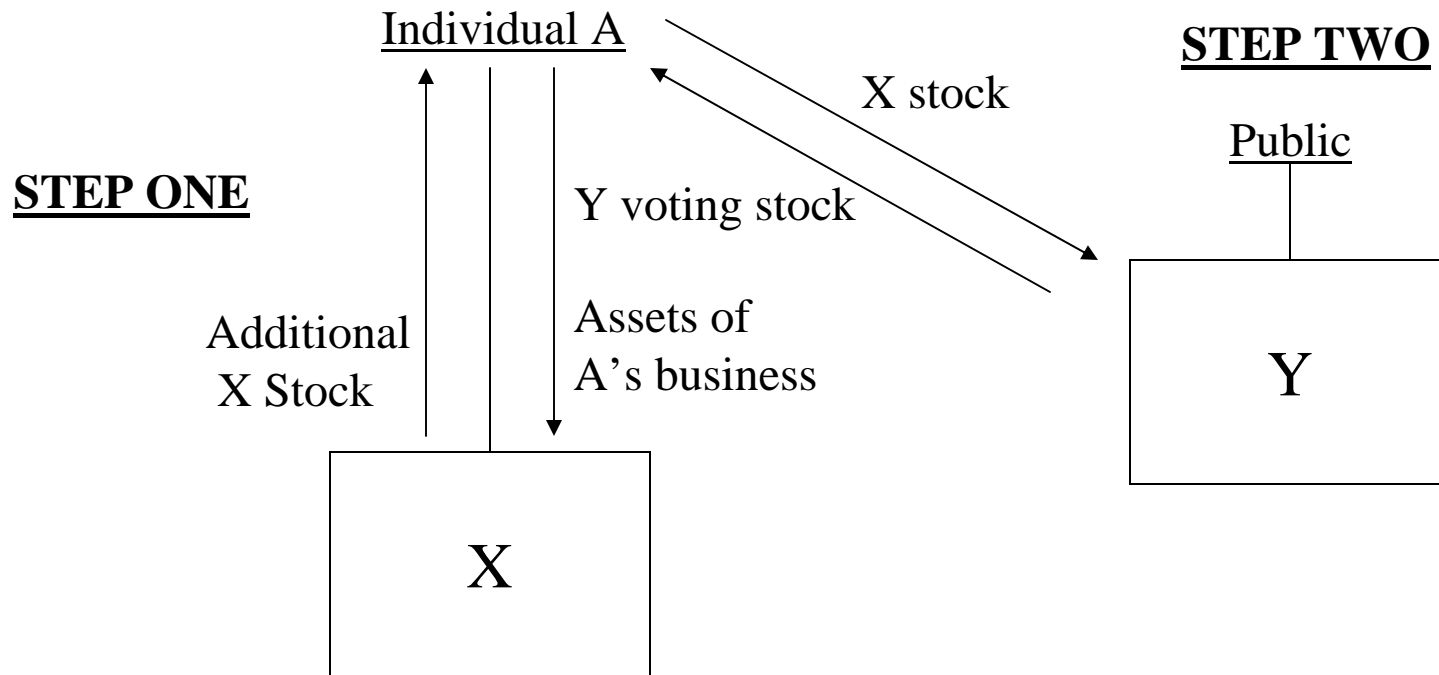 Individual A
STEP TWO
X stock
Public
STEP ONE
Y voting stock
Additional
X Stock
Assets of
A's business
Y
X